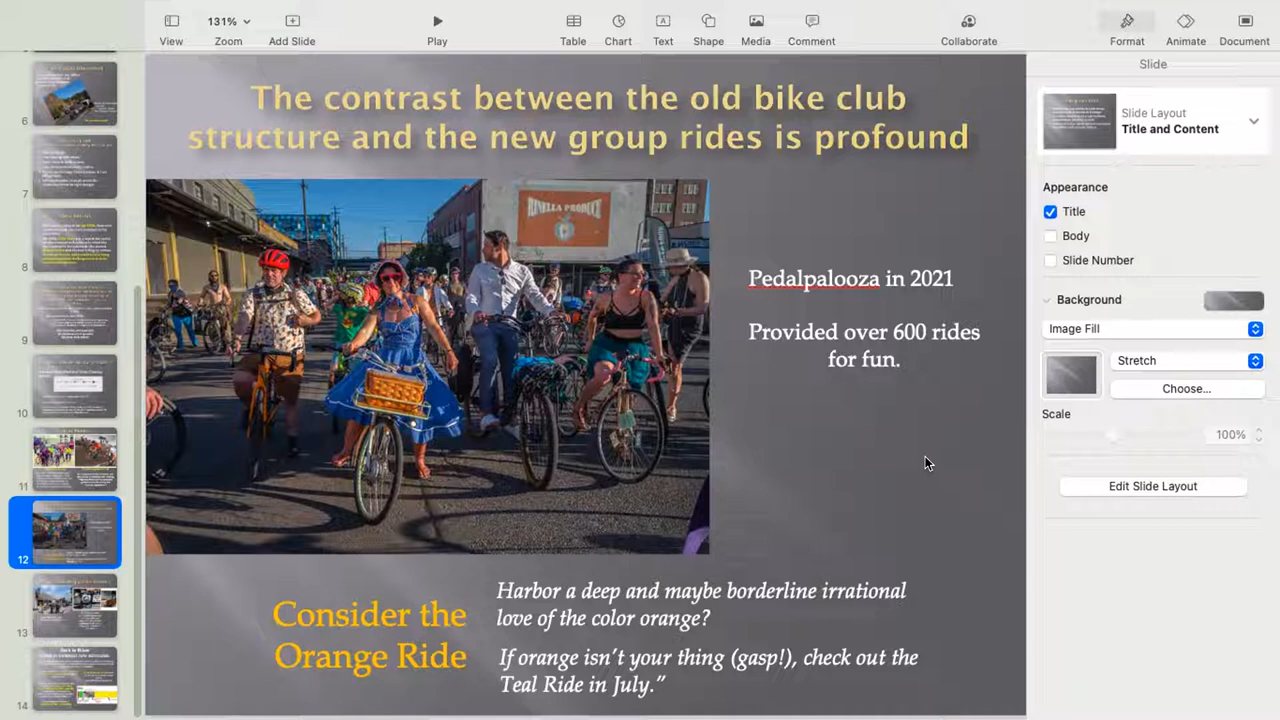 131%
View
Zoom
Add Slide
Play
Table
Chart
Text
Shape
Media
Comment
Collaborate
Format
Animate
Document
Slide
Slide Layout
Title and Content
Appearance
Title
Body
Slide Number
Background
Image Fill
Stretch
Choose...
Scale
100%
Edit Slide Layout
6
7
8
9
10
11
12
13
14
The contrast between the old bike club
structure and the new group rides is profound
RINELLA PRODUCE
Pedalpalooza in 2021
Provided over 600 rides
for fun.
Consider the
Orange Ride
Harbor a deep and maybe borderline irrational
love of the color orange?
If orange isn't your thing (gasp!), check out the
Teal Ride in July.”